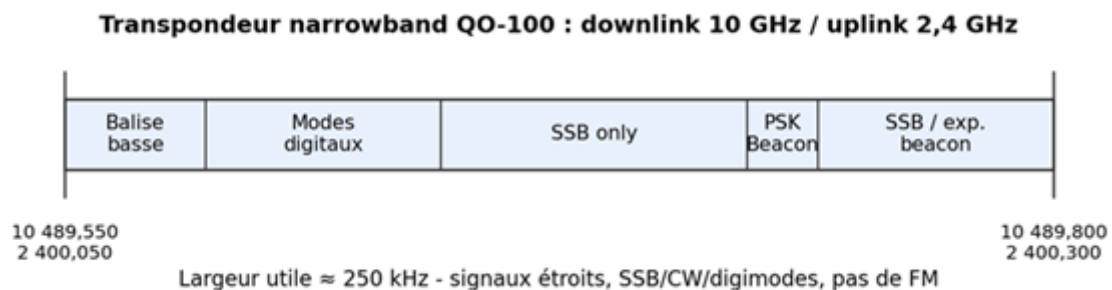 Transpondeur narrowband QO-100 : downlink 10 GHz / uplink 2,4 GHz
Balise
basse
Modes
digitaux
SSB only
PSK
Beacon
SSB / exp.
beacon
10 489,550
2 400,050
10 489,800
2 400,300
Largeur utile ≈ 250 kHz - signaux étroits, SSB/CW/digimodes, pas de FM